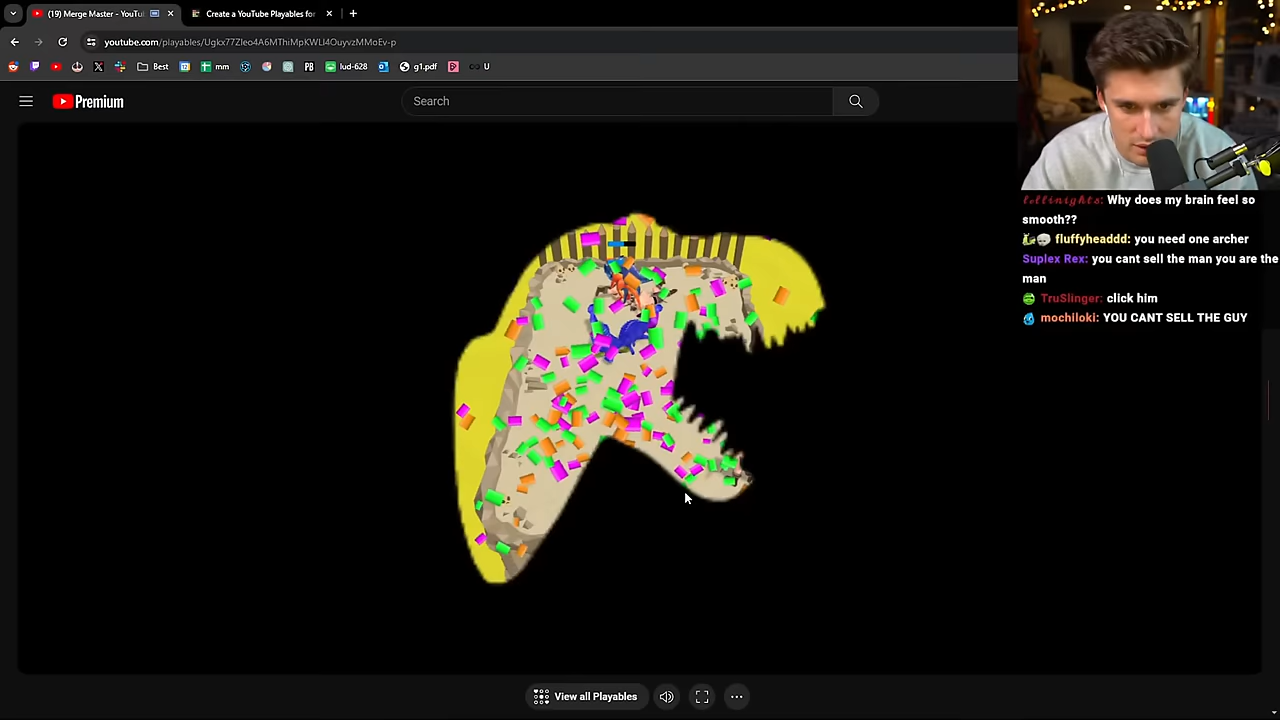 (19) Merge Master - YouTu
Create a YouTube Playables for
youtube.com/playables/Ugkx77Zleo4A6MThiMpKWLl4OuyvzMMoEv-p
Best
mm
PB
lud-628
g1.pdf
U
Premium
Search
lellinights: Why does my brain feel so
smooth??
fluffyheaddd: you need one archer
Suplex Rex: you cant sell the man you are the
man
TruSlinger: click him
mochiloki: YOU CANT SELL THE GUY
View all Playables